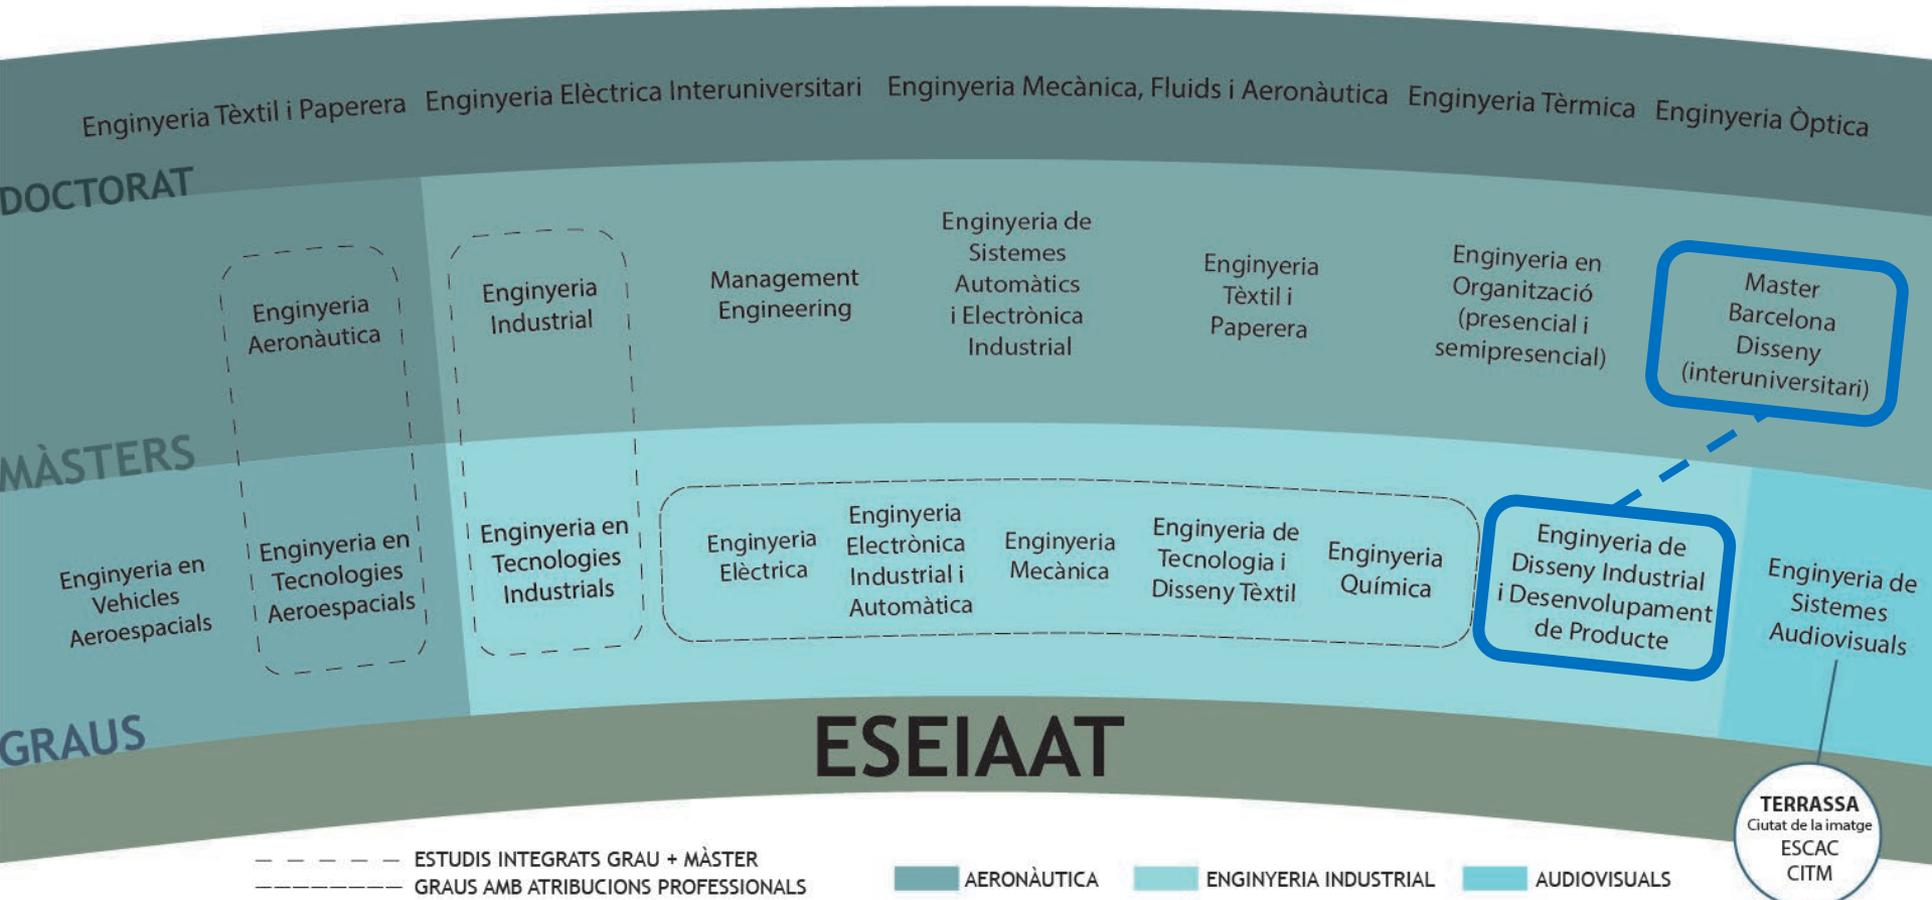 Enginyeria Tèxtil i Paperera
Enginyeria Elèctrica Interuniversitari
Enginyeria Mecànica, Fluids i Aeronàutica
Enginyeria Tèrmica
Enginyeria Òptica
DOCTORAT
Enginyeria
Aeronàutica
Enginyeria
Industrial
Management
Engineering
Enginyeria de
Sistemes
Automàtics
i Electrònica
Industrial
Enginyeria
Tèxtil i
Paperera
Enginyeria en
Organització
(presencial i
semipresencial)
Master
Barcelona
Disseny
(interuniversitari)
MÀSTERS
Enginyeria en
Vehicles
Aeroespacials
Enginyeria en
Tecnologies
Aeroespacials
Enginyeria en
Tecnologies
Industrials
Enginyeria
Elèctrica
Enginyeria
Electrònica
Industrial i
Automàtica
Enginyeria
Mecànica
Enginyeria de
Tecnologia i
Disseny Tèxtil
Enginyeria
Química
Enginyeria de
Disseny Industrial
i Desenvolupament
de Producte
Enginyeria de
Sistemes
Audiovisuals
GRAUS
ESEIAAT
TERRASSA
Ciutat de la imatge
ESCAC
CITM
ESTUDIS INTEGRATS GRAU + MÀSTER
GRAUS AMB ATRIBUCIONS PROFESSIONALS
AERONÀUTICA
ENGINYERIA INDUSTRIAL
AUDIOVISUALS